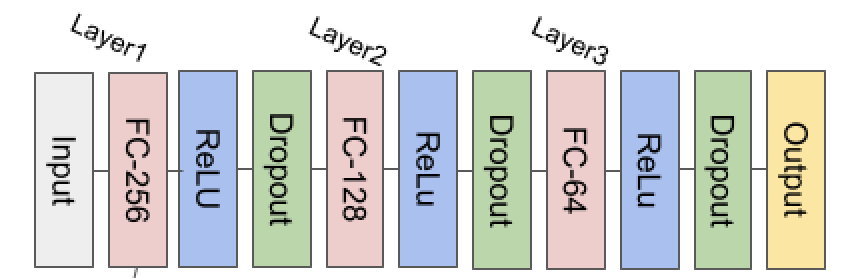 Layer1
Layer2
Layer3
Input
FC-256
ReLU
Dropout
FC-128
ReLu
Dropout
FC-64
ReLu
Dropout
Output